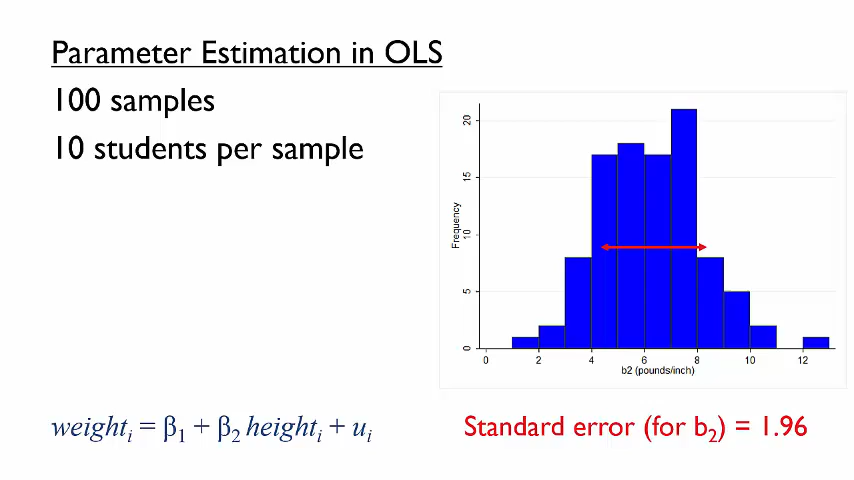 Parameter Estimation in OLS
100 samples
10 students per sample
Frequency
20
15
10
5
0
0 2 4 6 8 10 12
b2 (pounds/inch)
weightᵢ = β₁ + β₂ heightᵢ + uᵢ
Standard error (for b₂) = 1.96